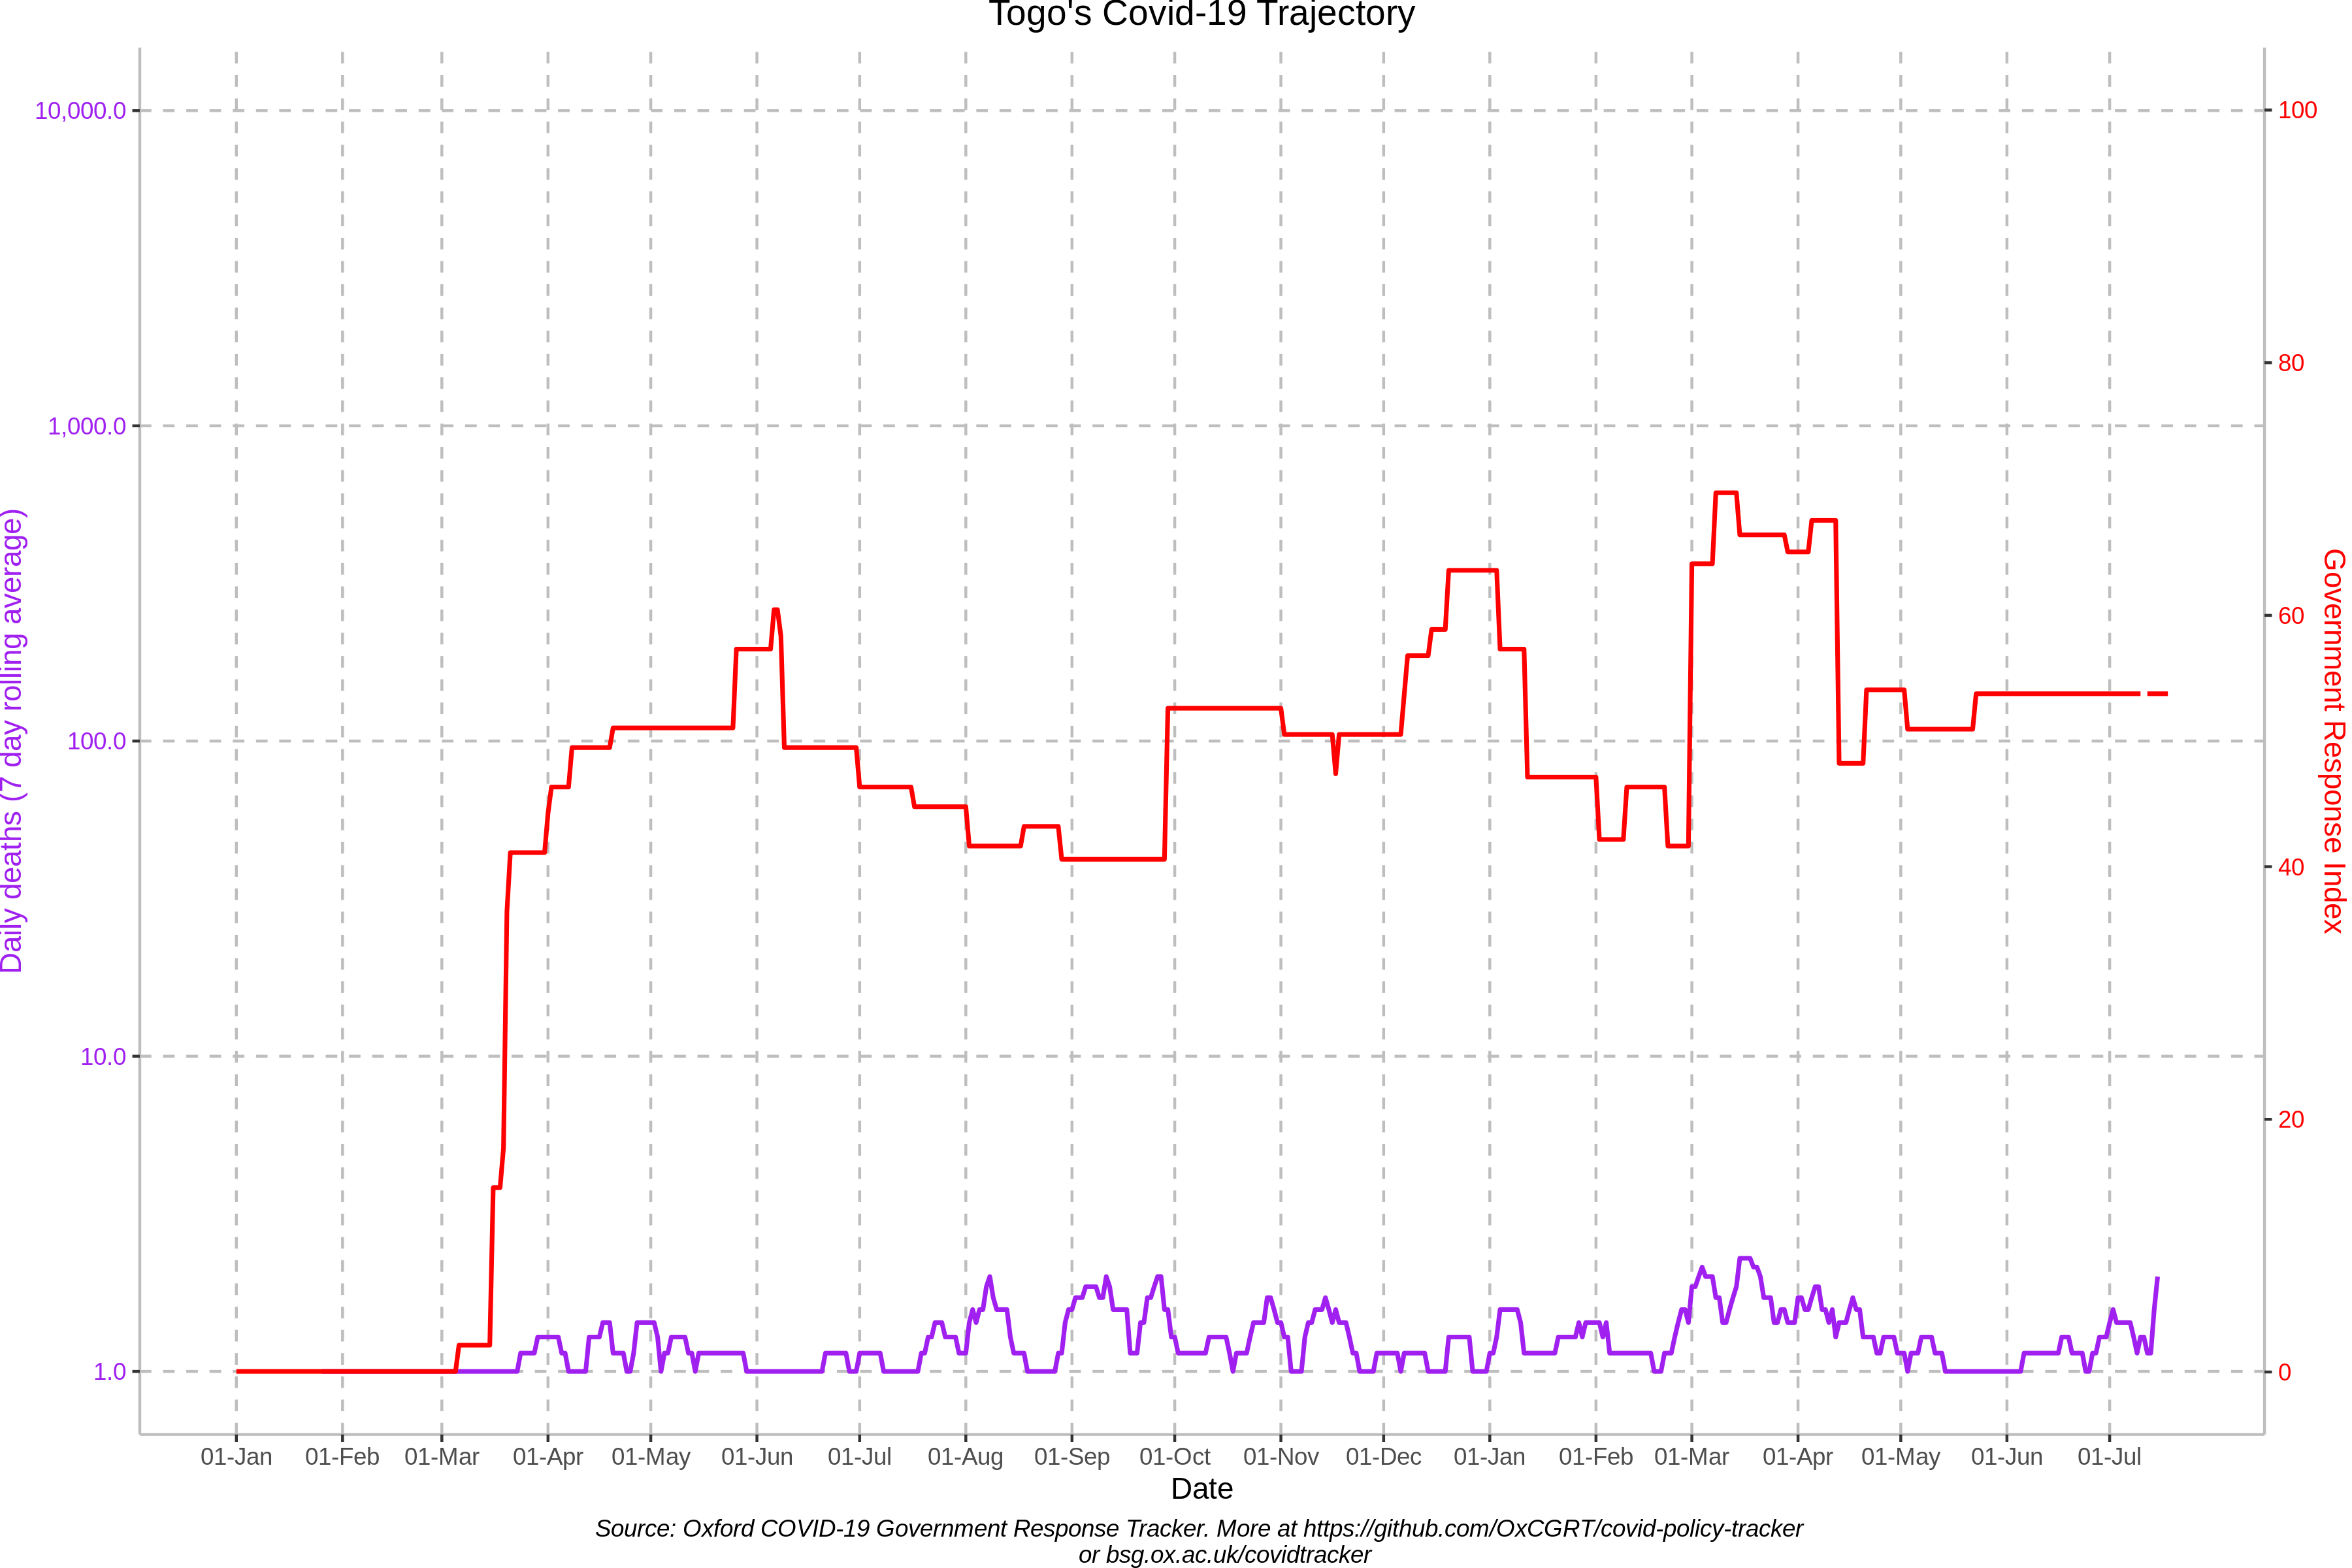 Togo's Covid-19 Trajectory
10,000.0
1,000.0
100.0
10.0
1.0
Daily deaths (7 day rolling average)
100
80
60
40
20
0
Government Response Index
01-Jan 01-Feb 01-Mar 01-Apr 01-May 01-Jun 01-Jul 01-Aug 01-Sep 01-Oct 01-Nov 01-Dec 01-Jan 01-Feb 01-Mar 01-Apr 01-May 01-Jun 01-Jul
Date
Source: Oxford COVID-19 Government Response Tracker. More at https://github.com/OxCGRT/covid-policy-tracker
or bsg.ox.ac.uk/covidtracker